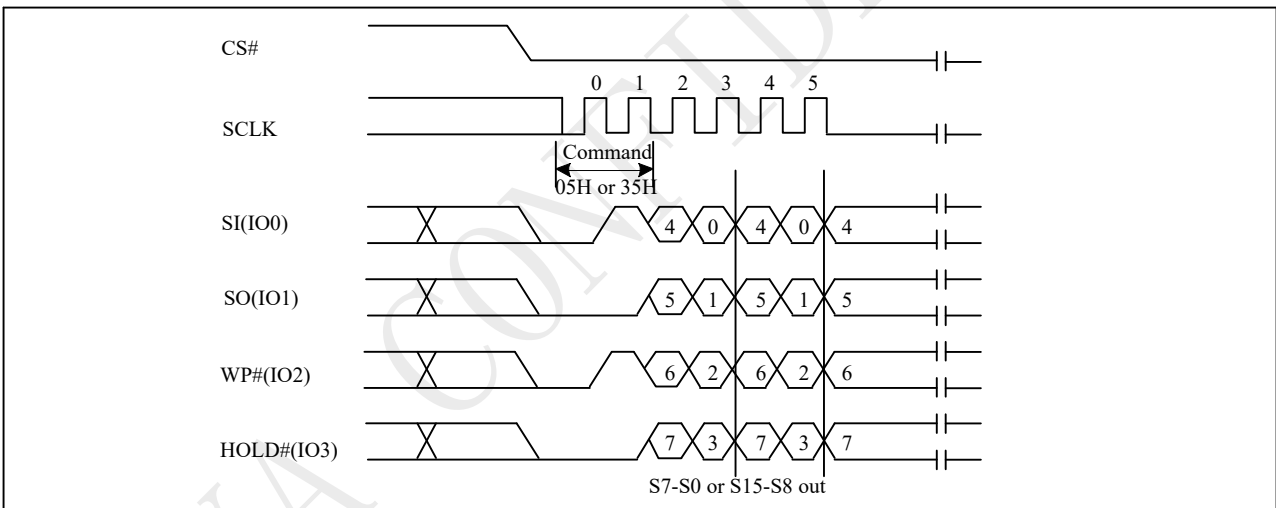 CS#
0 1 2 3 4 5
SCLK
Command
05H or 35H
SI(IO0) 4 0 4 0 4
SO(IO1) 5 1 5 1 5
WP#(IO2) 6 2 6 2 6
HOLD#(IO3) 7 3 7 3 7
S7-S0 or S15-S8 out